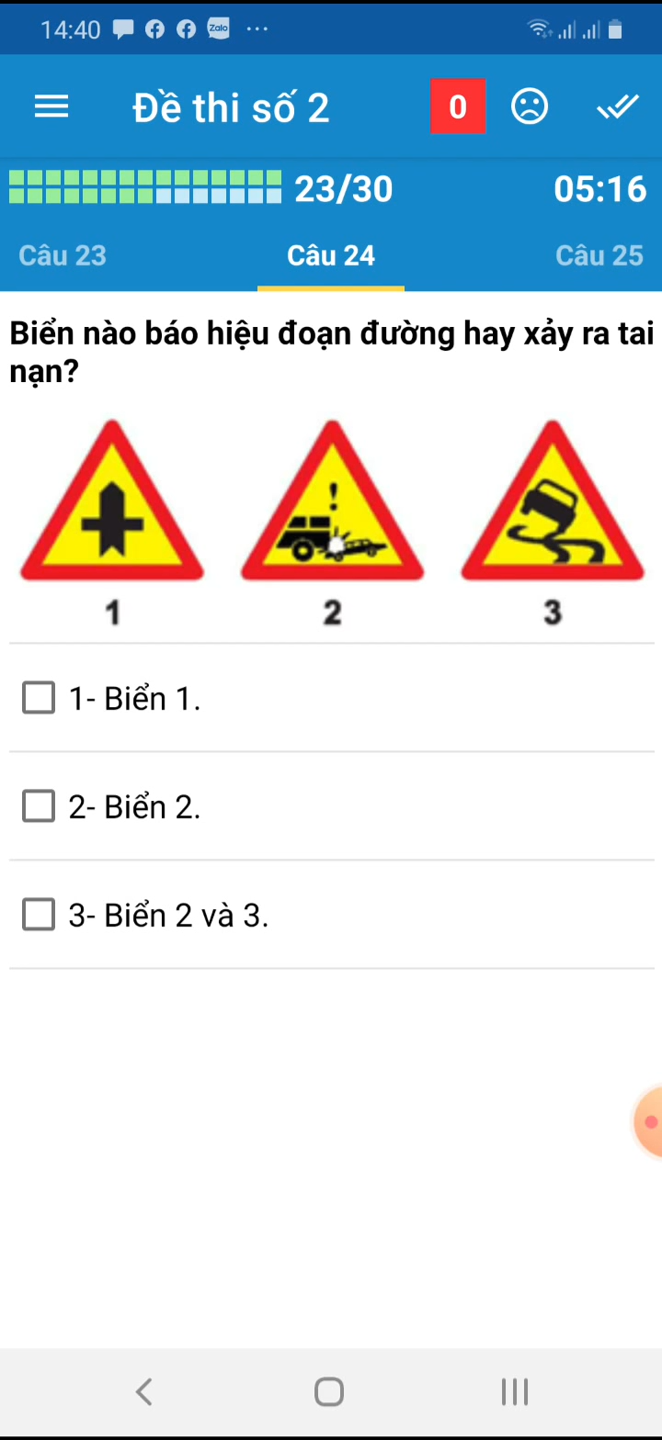 14:40 Zalo ...
Đề thi số 2 0
23/30 05:16
Câu 23 Câu 24 Câu 25
Biển nào báo hiệu đoạn đường hay xảy ra tai
nạn?
!
1 2 3
1- Biển 1.
2- Biển 2.
3- Biển 2 và 3.